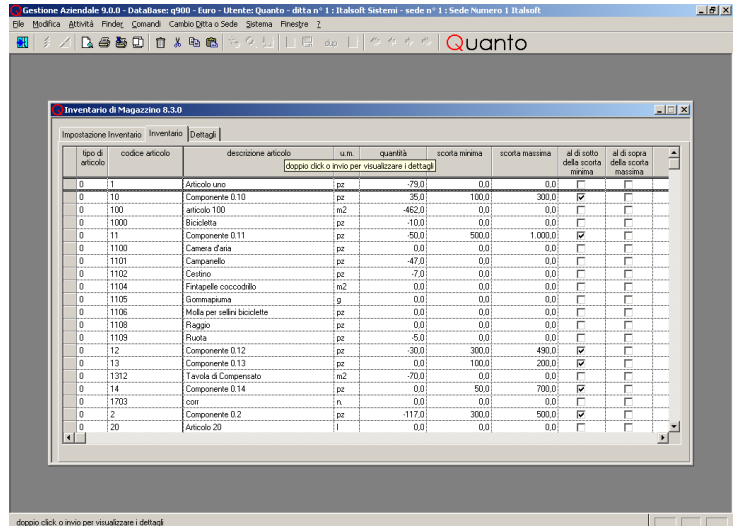 Gestione Aziendale 9.0.0 - DataBase: q900 - Euro - Utente: Quanto - ditta n° 1 : Italsoft Sistemi - sede n° 1 : Sede Numero 1 Italsoft
File Modifica Attività Finder Comandi Cambio Ditta o Sede Sistema Finestre ?
dup Quanto
Inventario di Magazzino 8.3.0
Impostazione Inventario Inventario Dettagli
tipo di articolo codice articolo descrizione articolo u.m. quantità scorta minima scorta massima al di sotto della scorta minima al di sopra della scorta massima
doppio click o invio per visualizzare i dettagli
0 1 Articolo uno pz -79,0 0,0 0,0
0 10 Componente 0.10 pz 35,0 100,0 300,0
0 100 articolo 100 m2 -462,0 0,0 0,0
0 1000 Bicicletta pz -10,0 0,0 0,0
0 11 Componente 0.11 pz -50,0 500,0 1.000,0
0 1100 Camera d'aria pz 0,0 0,0 0,0
0 1101 Campanello pz -47,0 0,0 0,0
0 1102 Cestino pz -7,0 0,0 0,0
0 1104 Fintapelle coccodrillo m2 0,0 0,0 0,0
0 1105 Gommapiuma g 0,0 0,0 0,0
0 1106 Molla per sellini biciclette pz 0,0 0,0 0,0
0 1108 Raggio pz 0,0 0,0 0,0
0 1109 Ruota pz -5,0 0,0 0,0
0 12 Componente 0.12 pz -30,0 300,0 490,0
0 13 Componente 0.13 pz 0,0 100,0 200,0
0 1312 Tavola di Compensato m2 -70,0 0,0 0,0
0 14 Componente 0.14 pz 0,0 50,0 700,0
0 1703 corr n. 0,0 0,0 0,0
0 2 Componente 0.2 pz -117,0 300,0 500,0
0 20 Articolo 20 l 0,0 0,0 0,0
doppio click o invio per visualizzare i dettagli